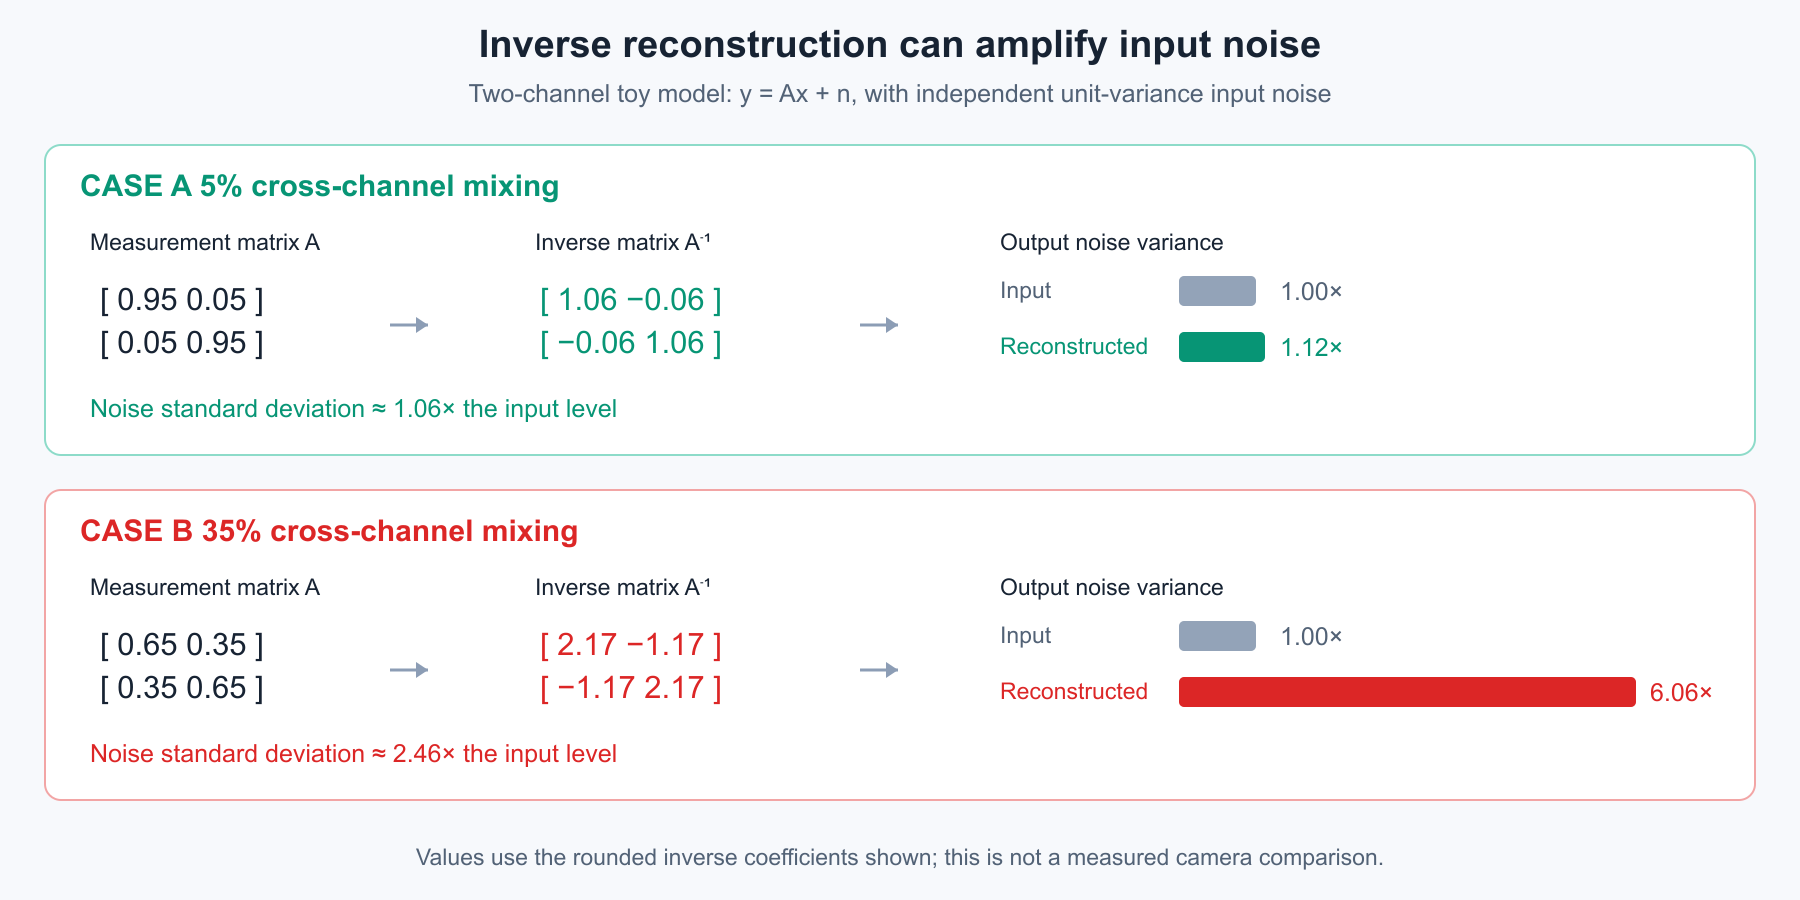 Inverse reconstruction can amplify input noise
Two-channel toy model: y = Ax + n, with independent unit-variance input noise
CASE A 5% cross-channel mixing
Measurement matrix A
[ 0.95 0.05 ]
[ 0.05 0.95 ]
Inverse matrix A⁻¹
[ 1.06 −0.06 ]
[ −0.06 1.06 ]
Output noise variance
Input 1.00×
Reconstructed 1.12×
Noise standard deviation ≈ 1.06× the input level
CASE B 35% cross-channel mixing
Measurement matrix A
[ 0.65 0.35 ]
[ 0.35 0.65 ]
Inverse matrix A⁻¹
[ 2.17 −1.17 ]
[ −1.17 2.17 ]
Output noise variance
Input 1.00×
Reconstructed 6.06×
Noise standard deviation ≈ 2.46× the input level
Values use the rounded inverse coefficients shown; this is not a measured camera comparison.